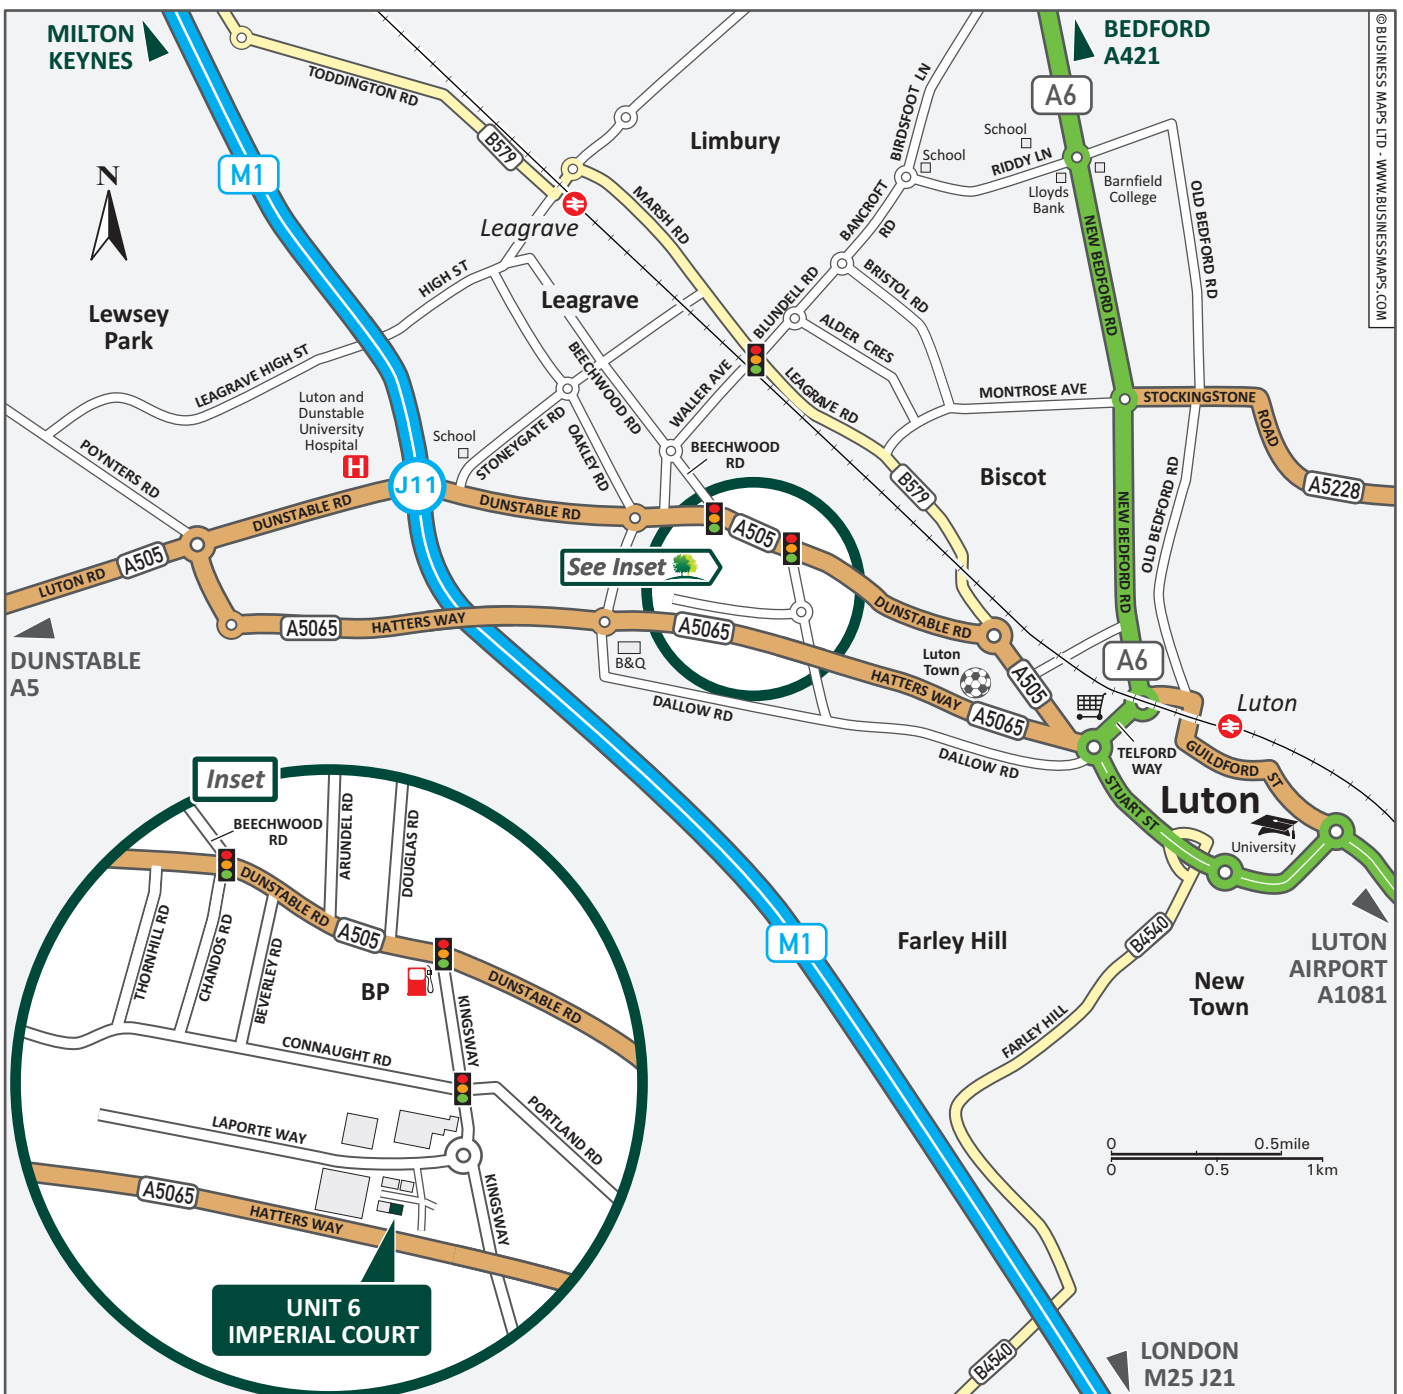 MILTON
KEYNES
BEDFORD
A421
© BUSINESS MAPS LTD - WWW.BUSINESSMAPS.COM
TODDINGTON RD
B579
A6
Limbury
BIRDSFOOT LN
School
School
RIDDY LN
Lloyds
Bank
Barnfield
College
M1
N
Leagrave
MARSH RD
BANCROFT
RD
OLD BEDFORD RD
NEW BEDFORD RD
HIGH ST
Leagrave
BLUNDELL RD
BRISTOL RD
Lewsey
Park
ALDER CRES
LEAGRAVE HIGH ST
BEECHWOOD RD
WALLER AVE
LEAGRAVE RD
MONTROSE AVE
STOCKINGSTONE
ROAD
Luton and
Dunstable
University
Hospital
H
School
STONEYGATE RD
OAKLEY RD
BEECHWOOD
RD
Biscot
B579
A5228
POYNTERS RD
J11
DUNSTABLE RD
DUNSTABLE RD
A505
NEW BEDFORD RD
OLD BEDFORD RD
LUTON RD
A505
See Inset
DUNSTABLE RD
A5065
HATTERS WAY
A5065
DUNSTABLE
A5
B&Q
Luton
Town
A505
A6
HATTERS WAY
A5065
DALLOW RD
DALLOW RD
Luton
TELFORD
WAY
GUILDFORD
ST
STUART ST
Luton
University
M1
Farley Hill
B4540
LUTON
AIRPORT
A1081
New
Town
FARLEY HILL
0
0.5mile
0
0.5
1km
B4540
LONDON
M25 J21
Inset
BEECHWOOD
RD
ARUNDEL RD
DOUGLAS RD
DUNSTABLE RD
A505
THORNHILL RD
CHANDOS RD
BEVERLEY RD
BP
DUNSTABLE RD
KINGSWAY
CONNAUGHT RD
PORTLAND RD
LAPORTE WAY
A5065
HATTERS WAY
KINGSWAY
UNIT 6
IMPERIAL COURT